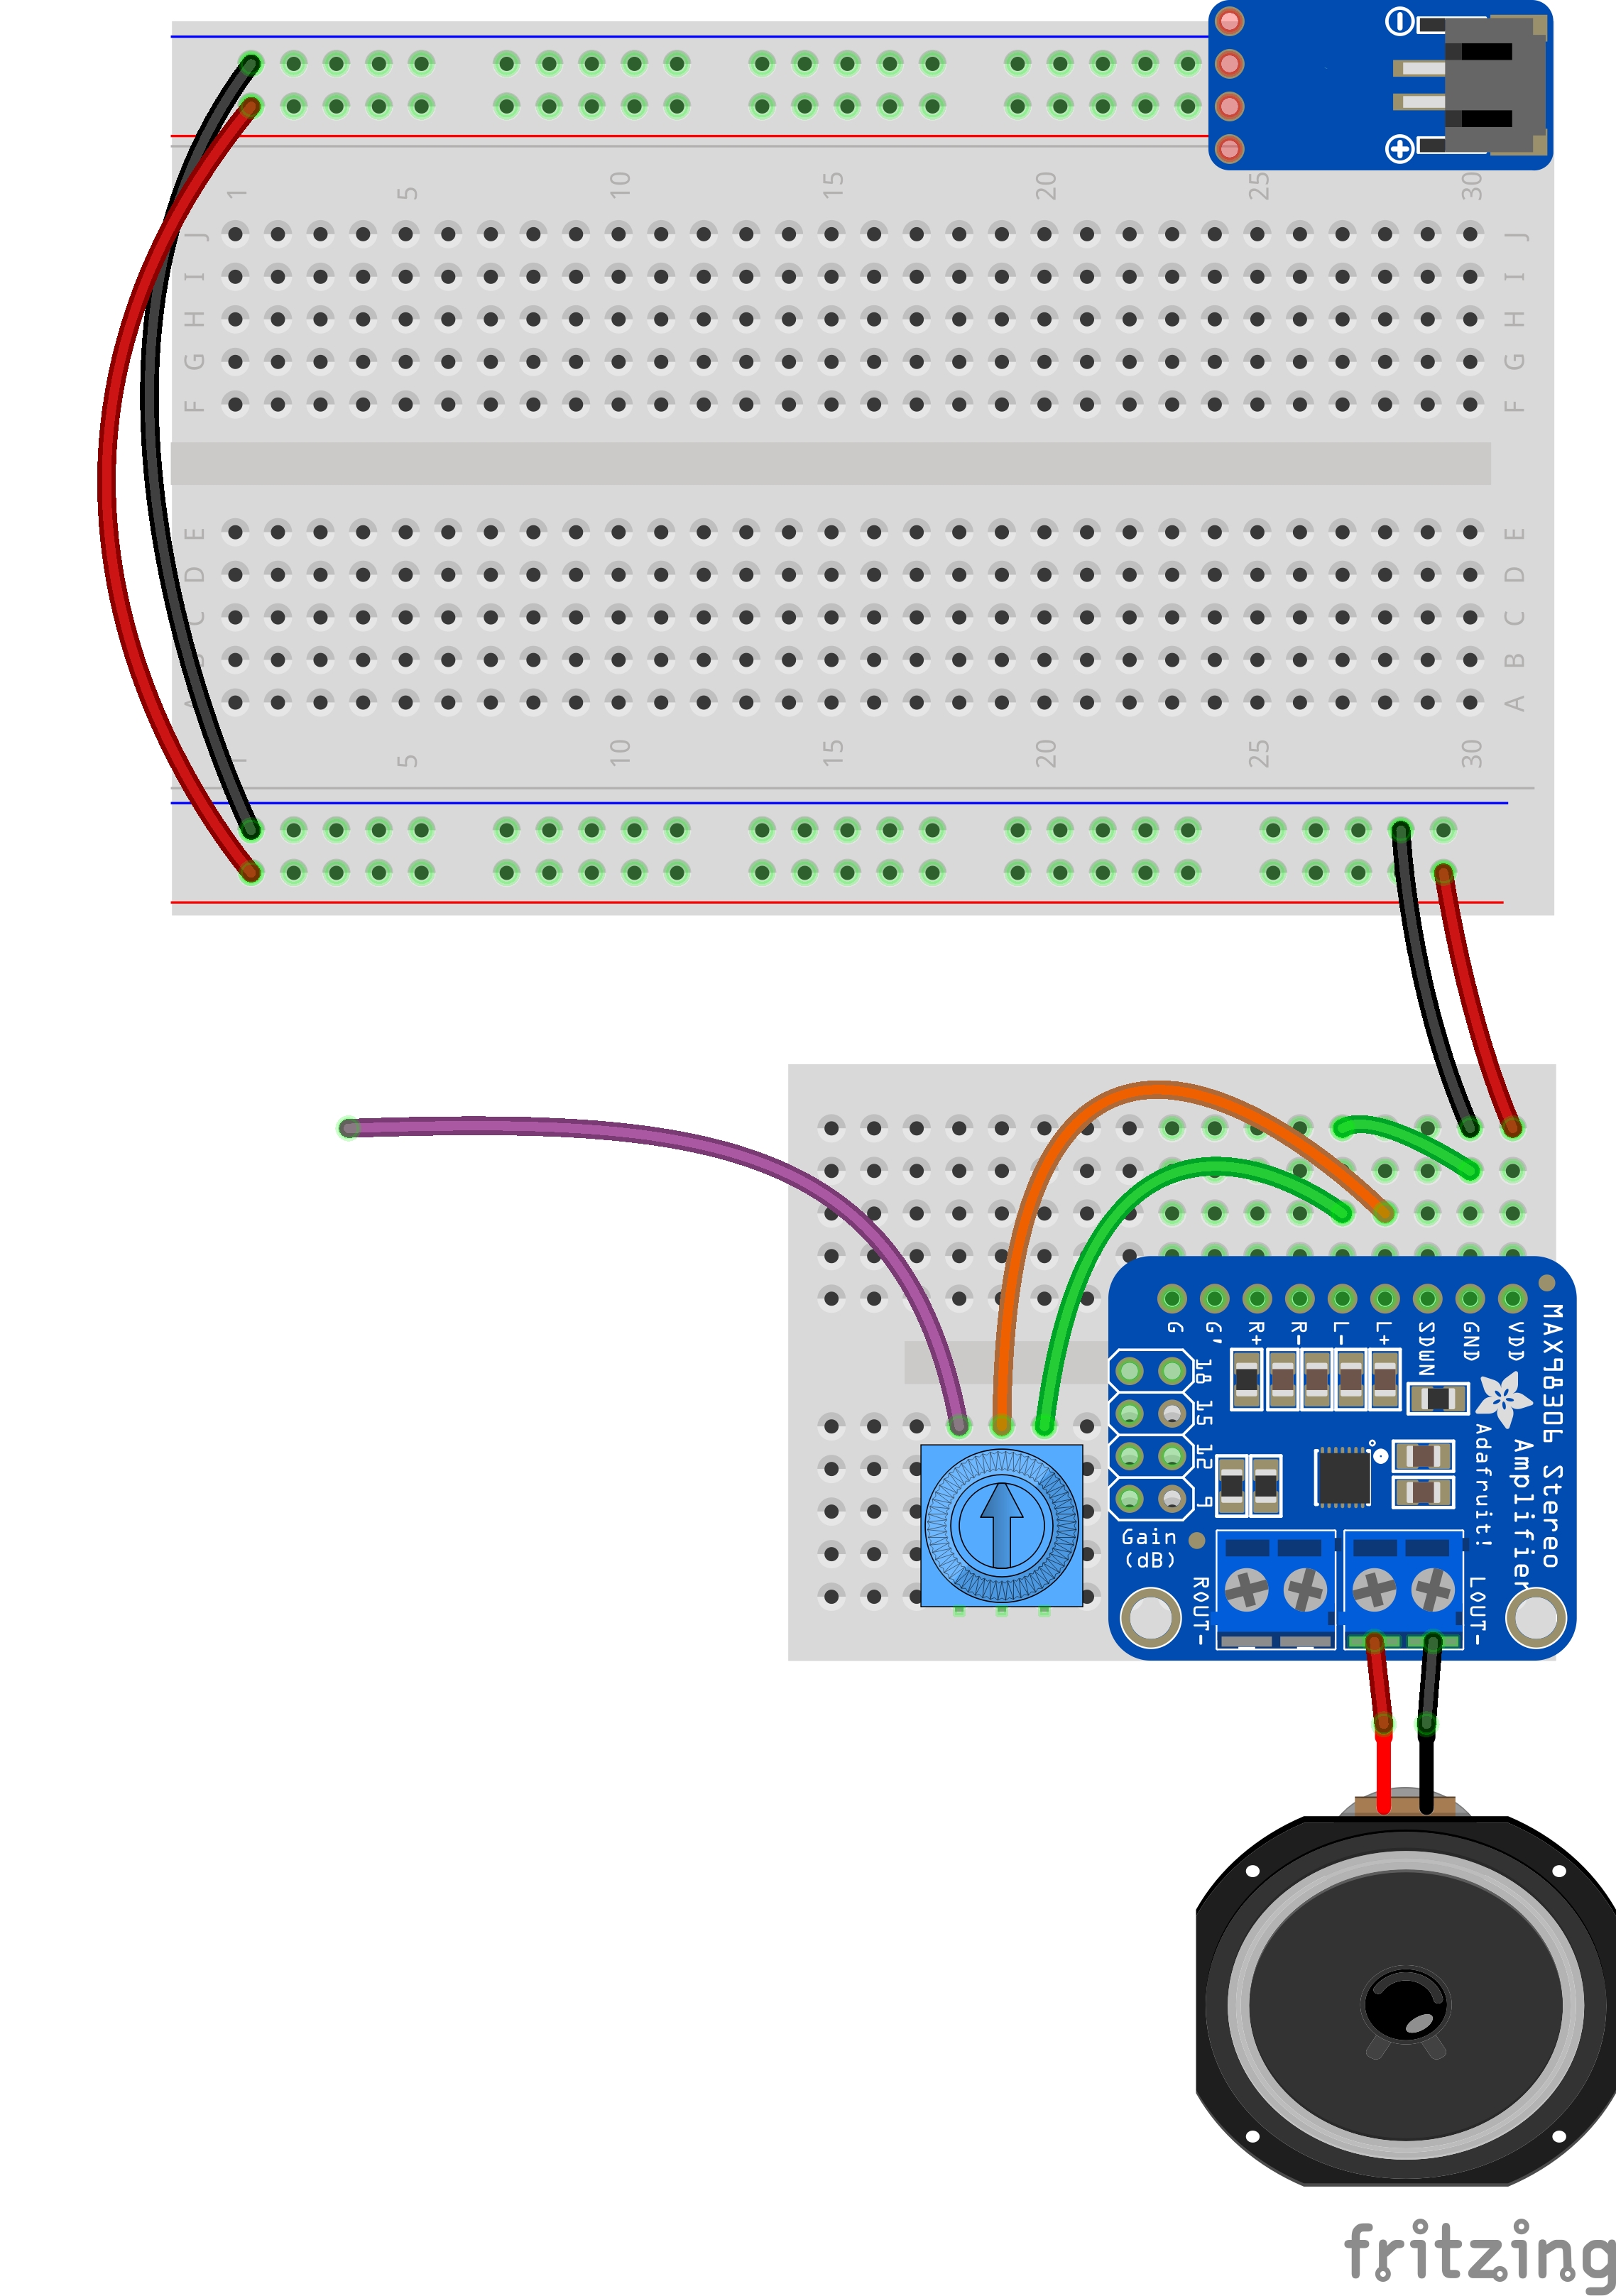 1 5 10 15 20 25 30
J J
I I
H H
G G
F F
E E
D D
C C
B
A
1 5 10 15 20 25 30
G G' R+ R- L- L+ SDWN GND VDD
18
15
12
9
Gain
(dB)
MAX98306 Stereo
Amplifier
Adafruit!
ROUT-
LOUT-
fritzing